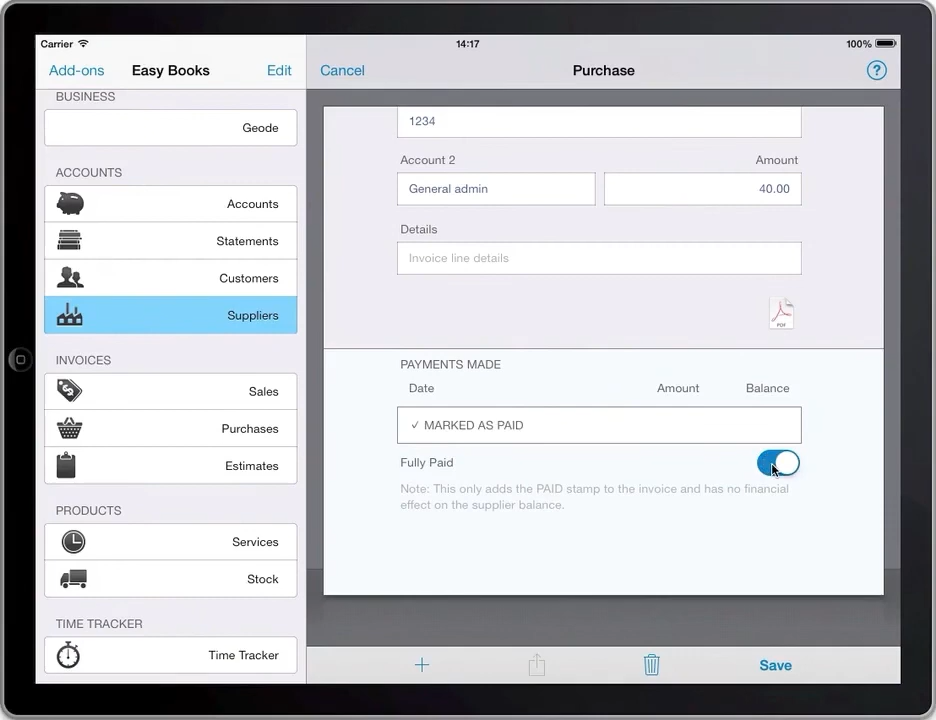 Carrier 14:17 100%
Add-ons Easy Books Edit
Cancel Purchase ?
BUSINESS
Geode
ACCOUNTS
Accounts
Statements
Customers
Suppliers
INVOICES
Sales
Purchases
Estimates
PRODUCTS
Services
Stock
TIME TRACKER
Time Tracker
1234
Account 2 Amount
General admin 40.00
Details
Invoice line details
PDF
PAYMENTS MADE
Date Amount Balance
✓ MARKED AS PAID
Fully Paid
Note: This only adds the PAID stamp to the invoice and has no financial
effect on the supplier balance.
+ Save